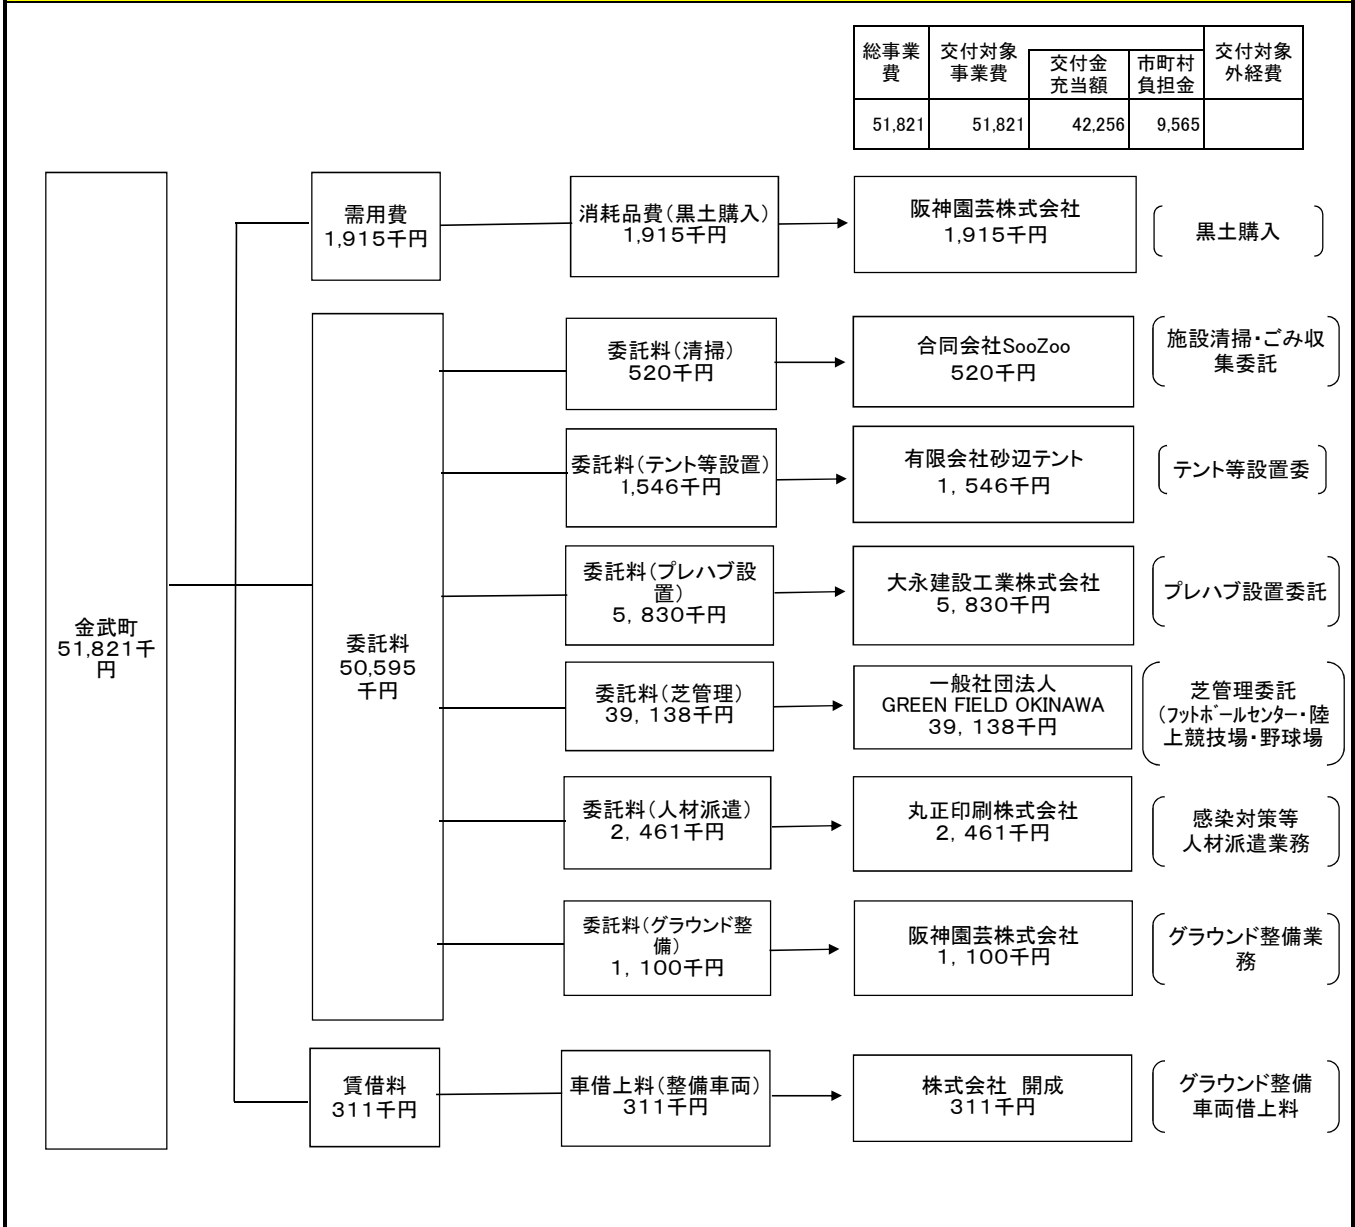 総事業
費
交付対象
事業費
交付金
充当額
市町村
負担金
交付対象
外経費
51,821
51,821
42,256
9,565
金武町
51,821千
円
需用費
1,915千円
消耗品費(黒土購入)
1,915千円
阪神園芸株式会社
1,915千円
黒土購入
委託料
50,595
千円
委託料(清掃)
520千円
合同会社SooZoo
520千円
施設清掃・ごみ収
集委託
委託料(テント等設置)
1,546千円
有限会社砂辺テント
1,546千円
テント等設置委
委託料(プレハブ設
置)
5,830千円
大永建設工業株式会社
5,830千円
プレハブ設置委託
委託料(芝管理)
39,138千円
一般社団法人
GREEN FIELD OKINAWA
39,138千円
芝管理委託
(フットボールセンター・陸
上競技場・野球場
委託料(人材派遣)
2,461千円
丸正印刷株式会社
2,461千円
感染対策等
人材派遣業務
委託料(グラウンド整
備)
1,100千円
阪神園芸株式会社
1,100千円
グラウンド整備業
務
賃借料
311千円
車借上料(整備車両)
311千円
株式会社 開成
311千円
グラウンド整備
車両借上料